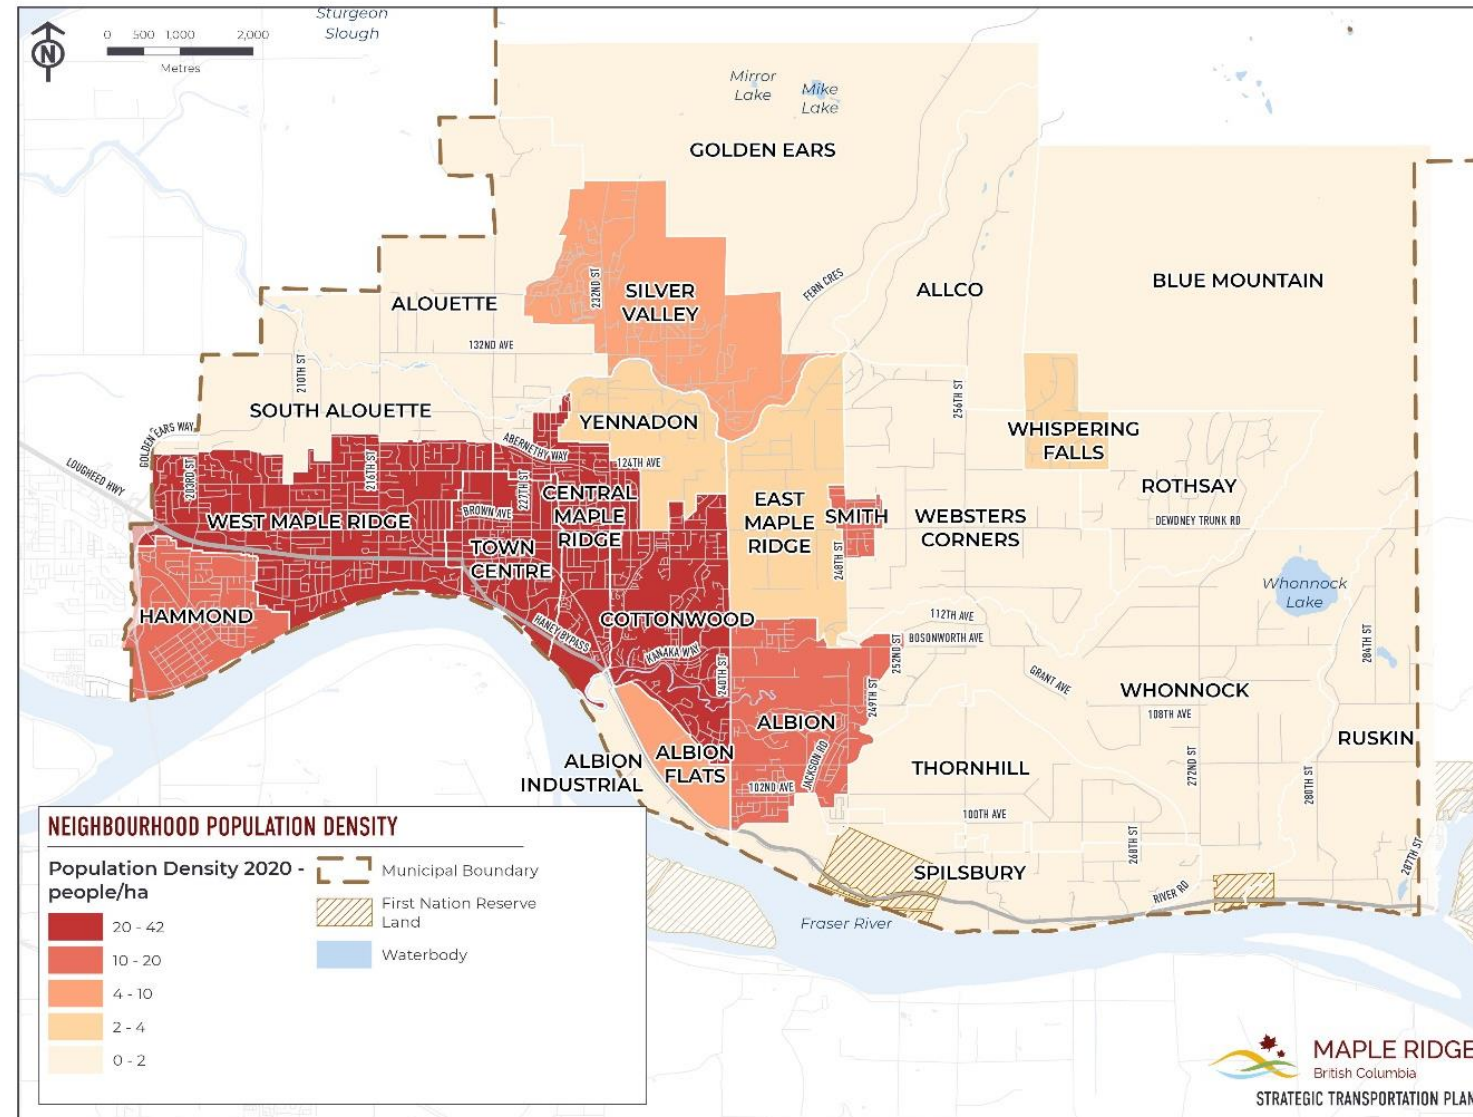 Sturgeon
Slough
N
0 500 1,000 2,000
Metres
Mirror
Lake
Mike
Lake
GOLDEN EARS
ALOUETTE
SILVER
VALLEY
232ND ST
FERN CRES
ALLCO
BLUE MOUNTAIN
132ND AVE
210TH ST
SOUTH ALOUETTE
YENNADON
256TH ST
WHISPERING
FALLS
GOLDEN EARS WAY
LOUGHEED HWY
203RD ST
216TH ST
ABERNETHY WAY
124TH AVE
227TH ST
CENTRAL
MAPLE
RIDGE
EAST
MAPLE
RIDGE
SMITH
ROTHSAY
WEST MAPLE RIDGE
BROWN AVE
WEBSTERS
CORNERS
DEWDNEY TRUNK RD
TOWN
CENTRE
248TH ST
Whonnock
Lake
HAMMOND
COTTONWOOD
HANEY BYPASS
KANAKA WAY
112TH AVE
BOSONWORTH AVE
240TH ST
252ND ST
249TH ST
GRANT AVE
284TH ST
WHONNOCK
108TH AVE
ALBION
RUSKIN
ALBION
INDUSTRIAL
ALBION
FLATS
JACKSON RD
THORNHILL
272ND ST
280TH ST
102ND AVE
100TH AVE
268TH ST
287TH ST
SPILSBURY
RIVER RD
Fraser River
NEIGHBOURHOOD POPULATION DENSITY
Population Density 2020 -
people/ha
20 - 42
10 - 20
4 - 10
2 - 4
0 - 2
Municipal Boundary
First Nation Reserve
Land
Waterbody
MAPLE RIDGE
British Columbia
STRATEGIC TRANSPORTATION PLAN